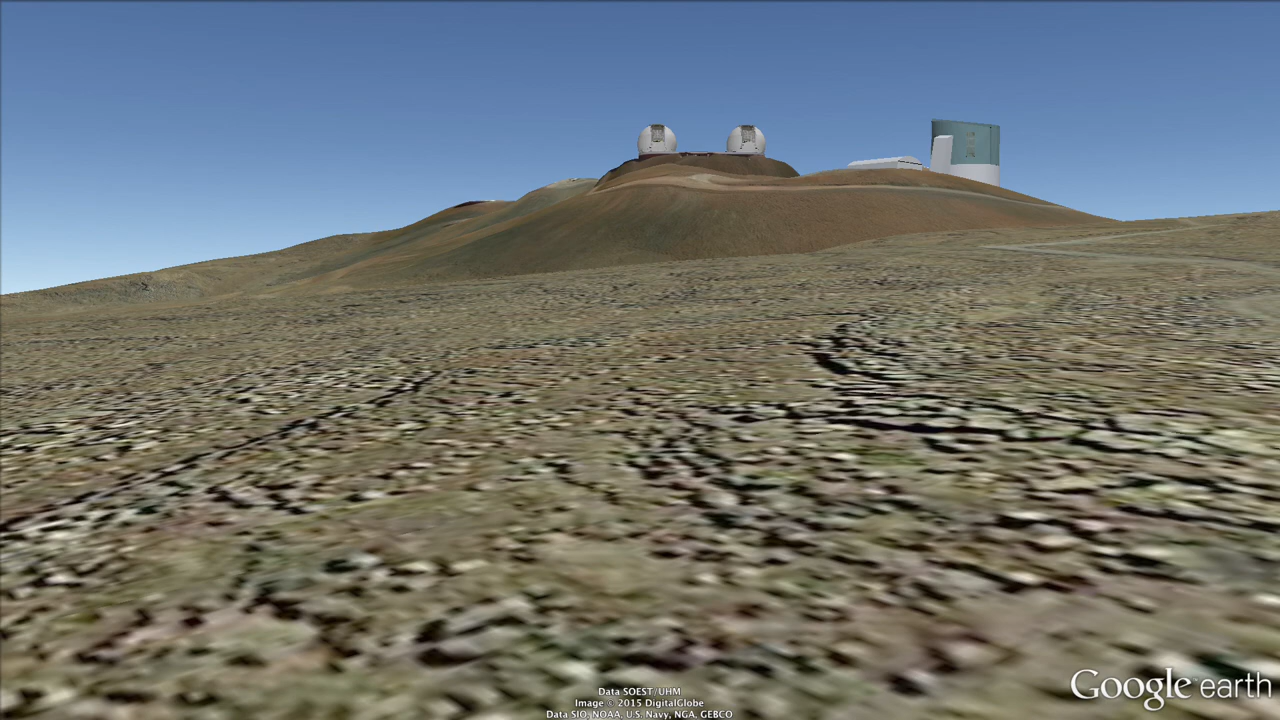 Data SOEST/UHM
Image © 2015 DigitalGlobe
Data SIO, NOAA, U.S. Navy, NGA, GEBCO
Google earth